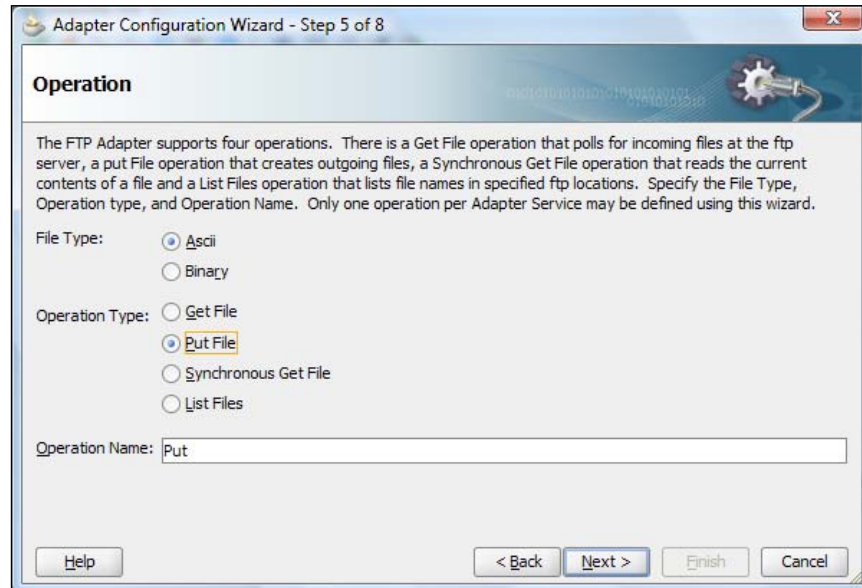 Adapter Configuration Wizard - Step 5 of 8
Operation
The FTP Adapter supports four operations. There is a Get File operation that polls for incoming files at the ftp
server, a put File operation that creates outgoing files, a Synchronous Get File operation that reads the current
contents of a file and a List Files operation that lists file names in specified ftp locations. Specify the File Type,
Operation type, and Operation Name. Only one operation per Adapter Service may be defined using this wizard.
File Type: Ascii
Binary
Operation Type: Get File
Put File
Synchronous Get File
List Files
Operation Name: Put
Help < Back Next > Finish Cancel